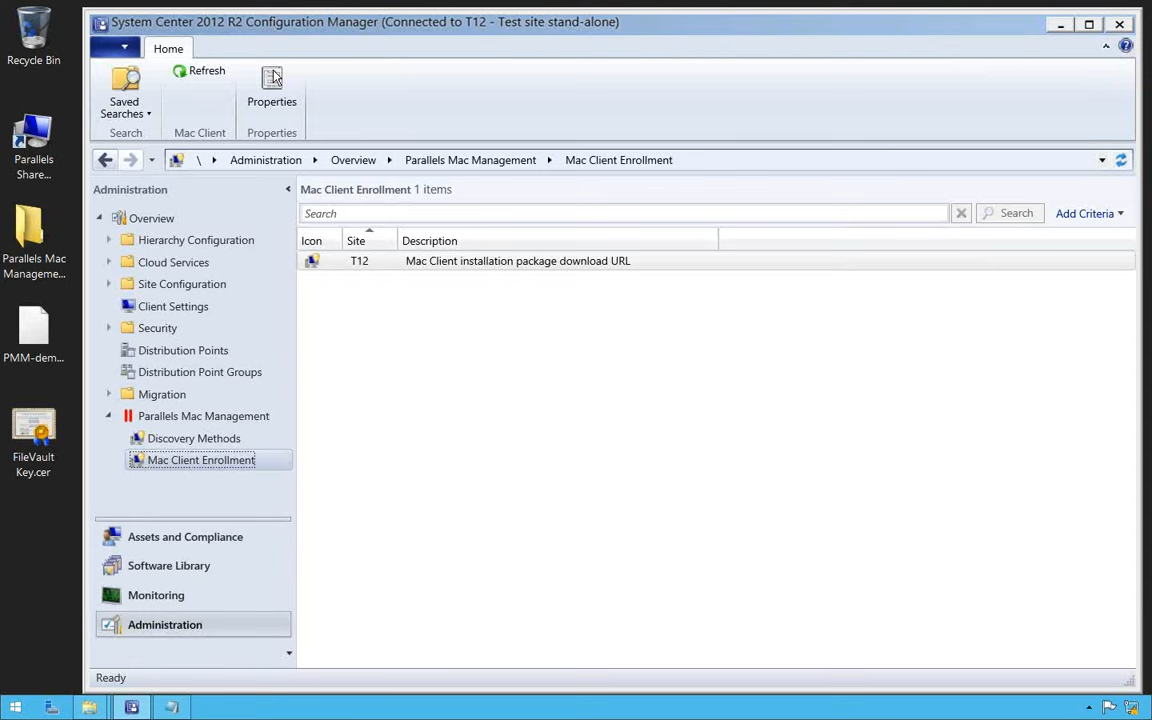 System Center 2012 R2 Configuration Manager (Connected to T12 - Test site stand-alone)
Recycle Bin
Home
Refresh
Saved
Searches
Properties
Search
Mac Client
Properties
Parallels
Share...
\ Administration Overview Parallels Mac Management Mac Client Enrollment
Administration
Mac Client Enrollment 1 items
Search
Search
Add Criteria
Overview
Icon Site Description
Hierarchy Configuration
T12 Mac Client installation package download URL
Parallels Mac
Manageme...
Cloud Services
Site Configuration
Client Settings
Security
PMM-dem...
Distribution Points
Distribution Point Groups
Migration
Parallels Mac Management
Discovery Methods
Mac Client Enrollment
FileVault
Key.cer
Assets and Compliance
Software Library
Monitoring
Administration
Ready